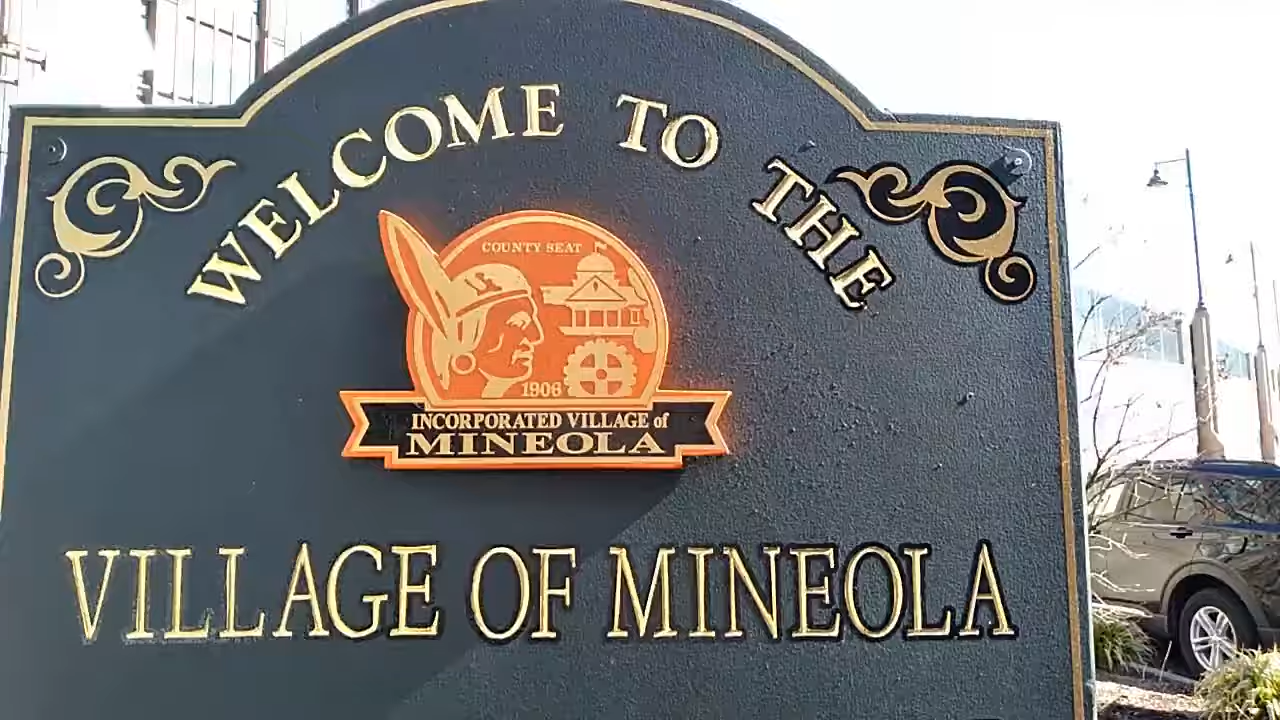 WELCOME TO THE
COUNTY SEAT
1906
INCORPORATED VILLAGE of
MINEOLA
VILLAGE OF MINEOLA